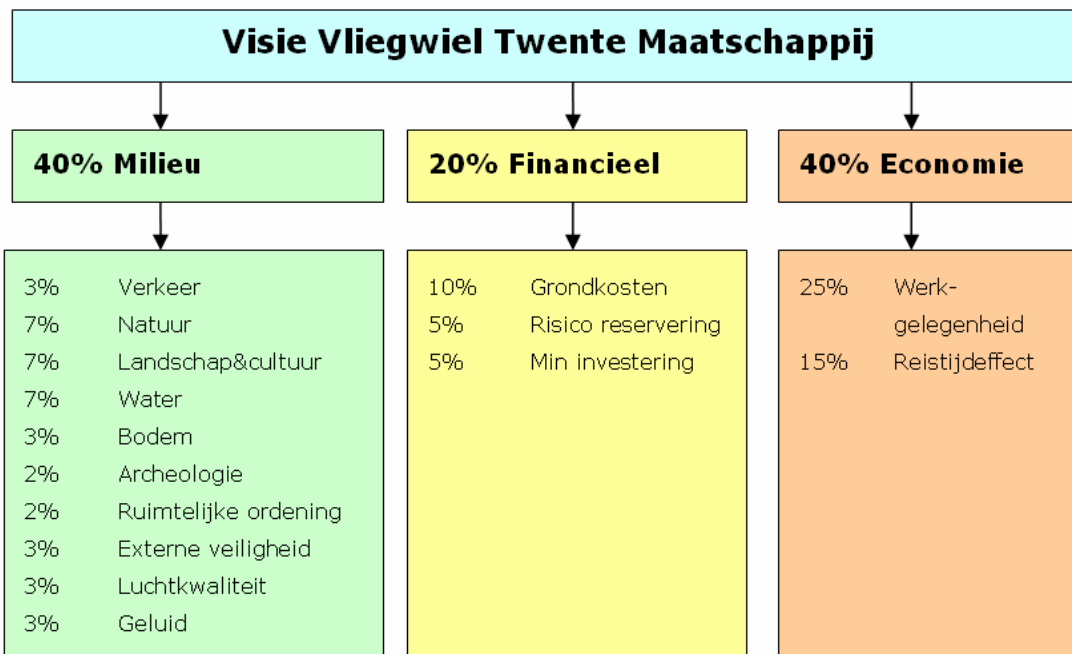 Visie Vliegwiel Twente Maatschappij
40% Milieu
20% Financieel
40% Economie
3% Verkeer
7% Natuur
7% Landschap&cultuur
7% Water
3% Bodem
2% Archeologie
2% Ruimtelijke ordening
3% Externe veiligheid
3% Luchtkwaliteit
3% Geluid
10% Grondkosten
5% Risico reservering
5% Min investering
25% Werk-
gelegenheid
15% Reistijdeffect